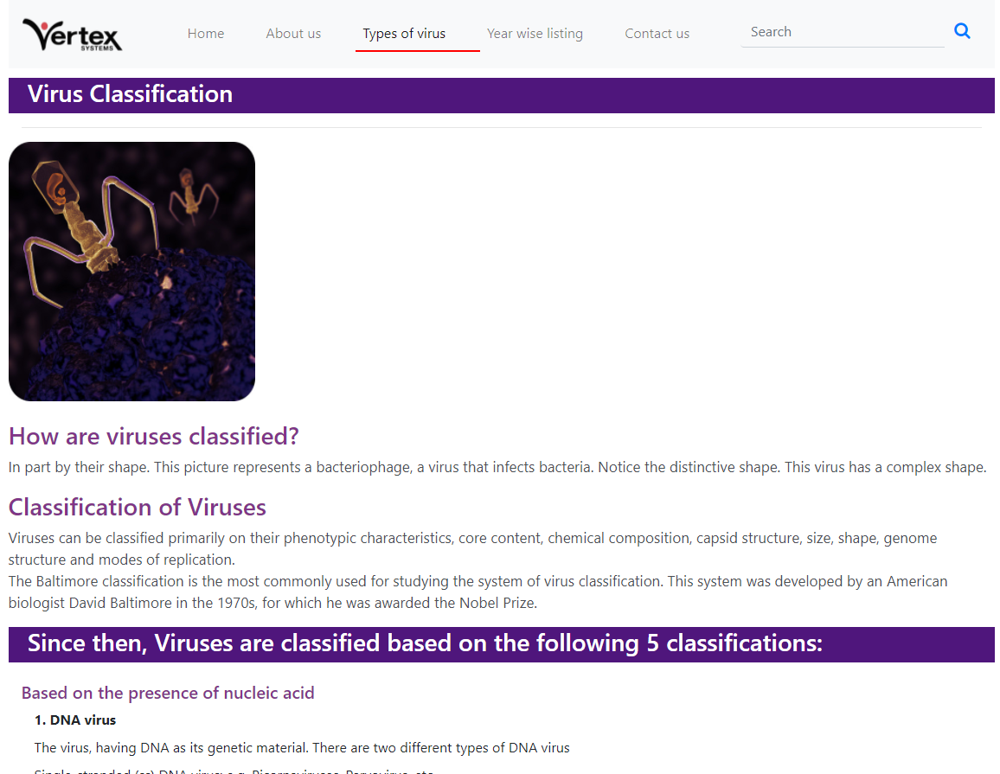 Vertex
SYSTEMS
Home
About us
Types of virus
Year wise listing
Contact us
Search
Virus Classification
How are viruses classified?
In part by their shape. This picture represents a bacteriophage, a virus that infects bacteria. Notice the distinctive shape. This virus has a complex shape.
Classification of Viruses
Viruses can be classified primarily on their phenotypic characteristics, core content, chemical composition, capsid structure, size, shape, genome
structure and modes of replication.
The Baltimore classification is the most commonly used for studying the system of virus classification. This system was developed by an American
biologist David Baltimore in the 1970s, for which he was awarded the Nobel Prize.
Since then, Viruses are classified based on the following 5 classifications:
Based on the presence of nucleic acid
1. DNA virus
The virus, having DNA as its genetic material. There are two different types of DNA virus
Single-stranded (ss) DNA virus: e.g. Picornaviruses, Parvovirus, etc.